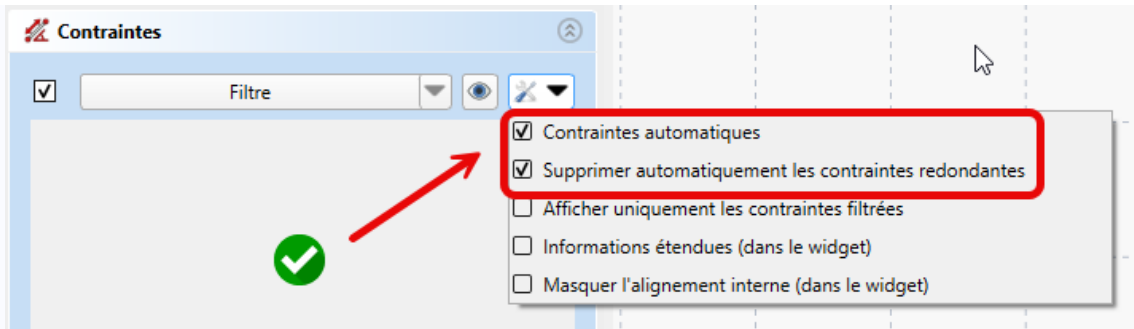 Contraintes
Filtre
Contraintes automatiques
Supprimer automatiquement les contraintes redondantes
Afficher uniquement les contraintes filtrées
Informations étendues (dans le widget)
Masquer l'alignement interne (dans le widget)